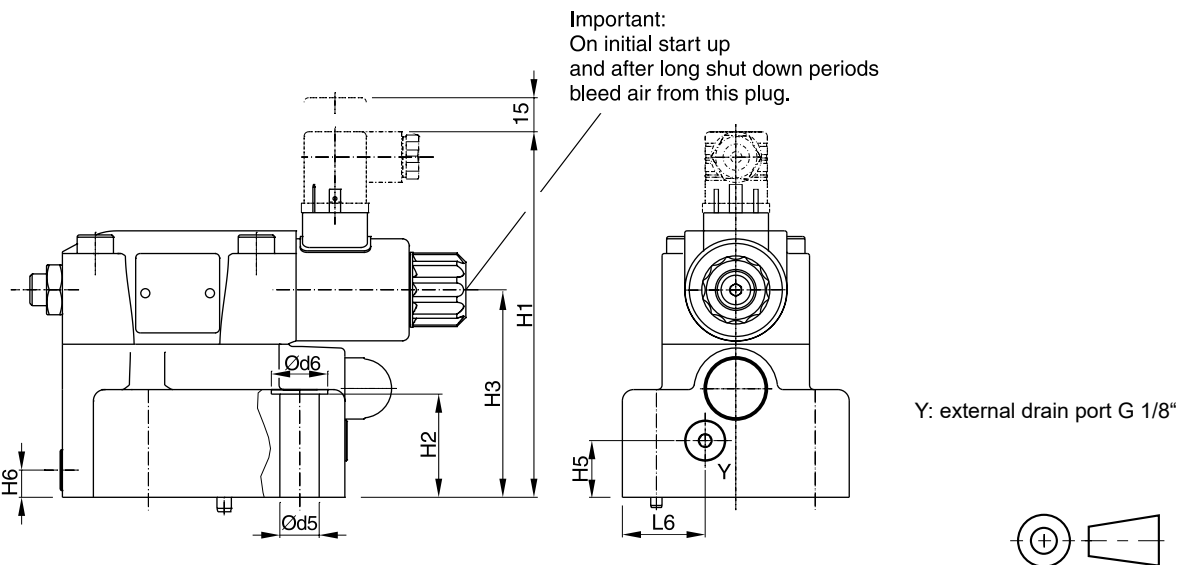 Important:
On initial start up
and after long shut down periods
bleed air from this plug.
15
H1
H3
H2
Ød6
Ød5
H6
H5
L6
Y
Y: external drain port G 1/8“